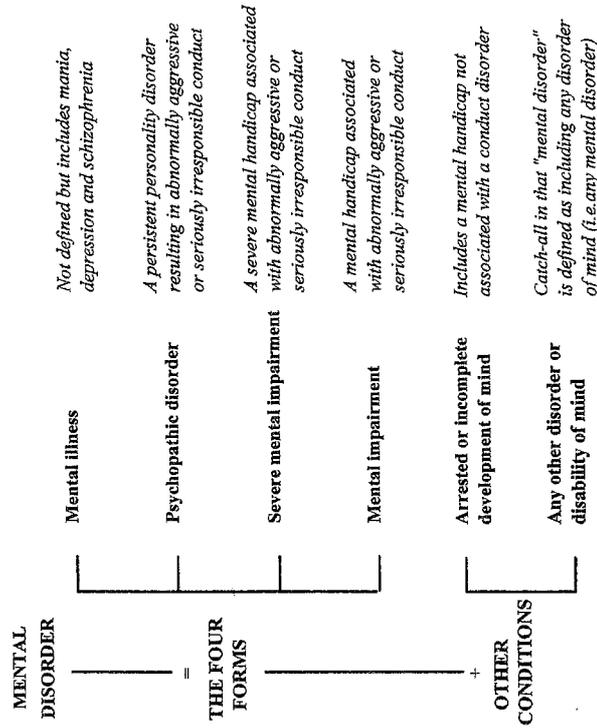 MENTAL
DISORDER
=
THE FOUR
FORMS
+
OTHER
CONDITIONS
Mental illness
Not defined but includes mania,
depression and schizophrenia
Psychopathic disorder
A persistent personality disorder
resulting in abnormally aggressive
or seriously irresponsible conduct
Severe mental impairment
A severe mental handicap associated
with abnormally aggressive or
seriously irresponsible conduct
Mental impairment
A mental handicap associated
with abnormally aggressive or
seriously irresponsible conduct
Arrested or incomplete
development of mind
Includes a mental handicap not
associated with a conduct disorder
Any other disorder or
disability of mind
Catch-all in that "mental disorder"
is defined as including any disorder
of mind (i.e.any mental disorder)